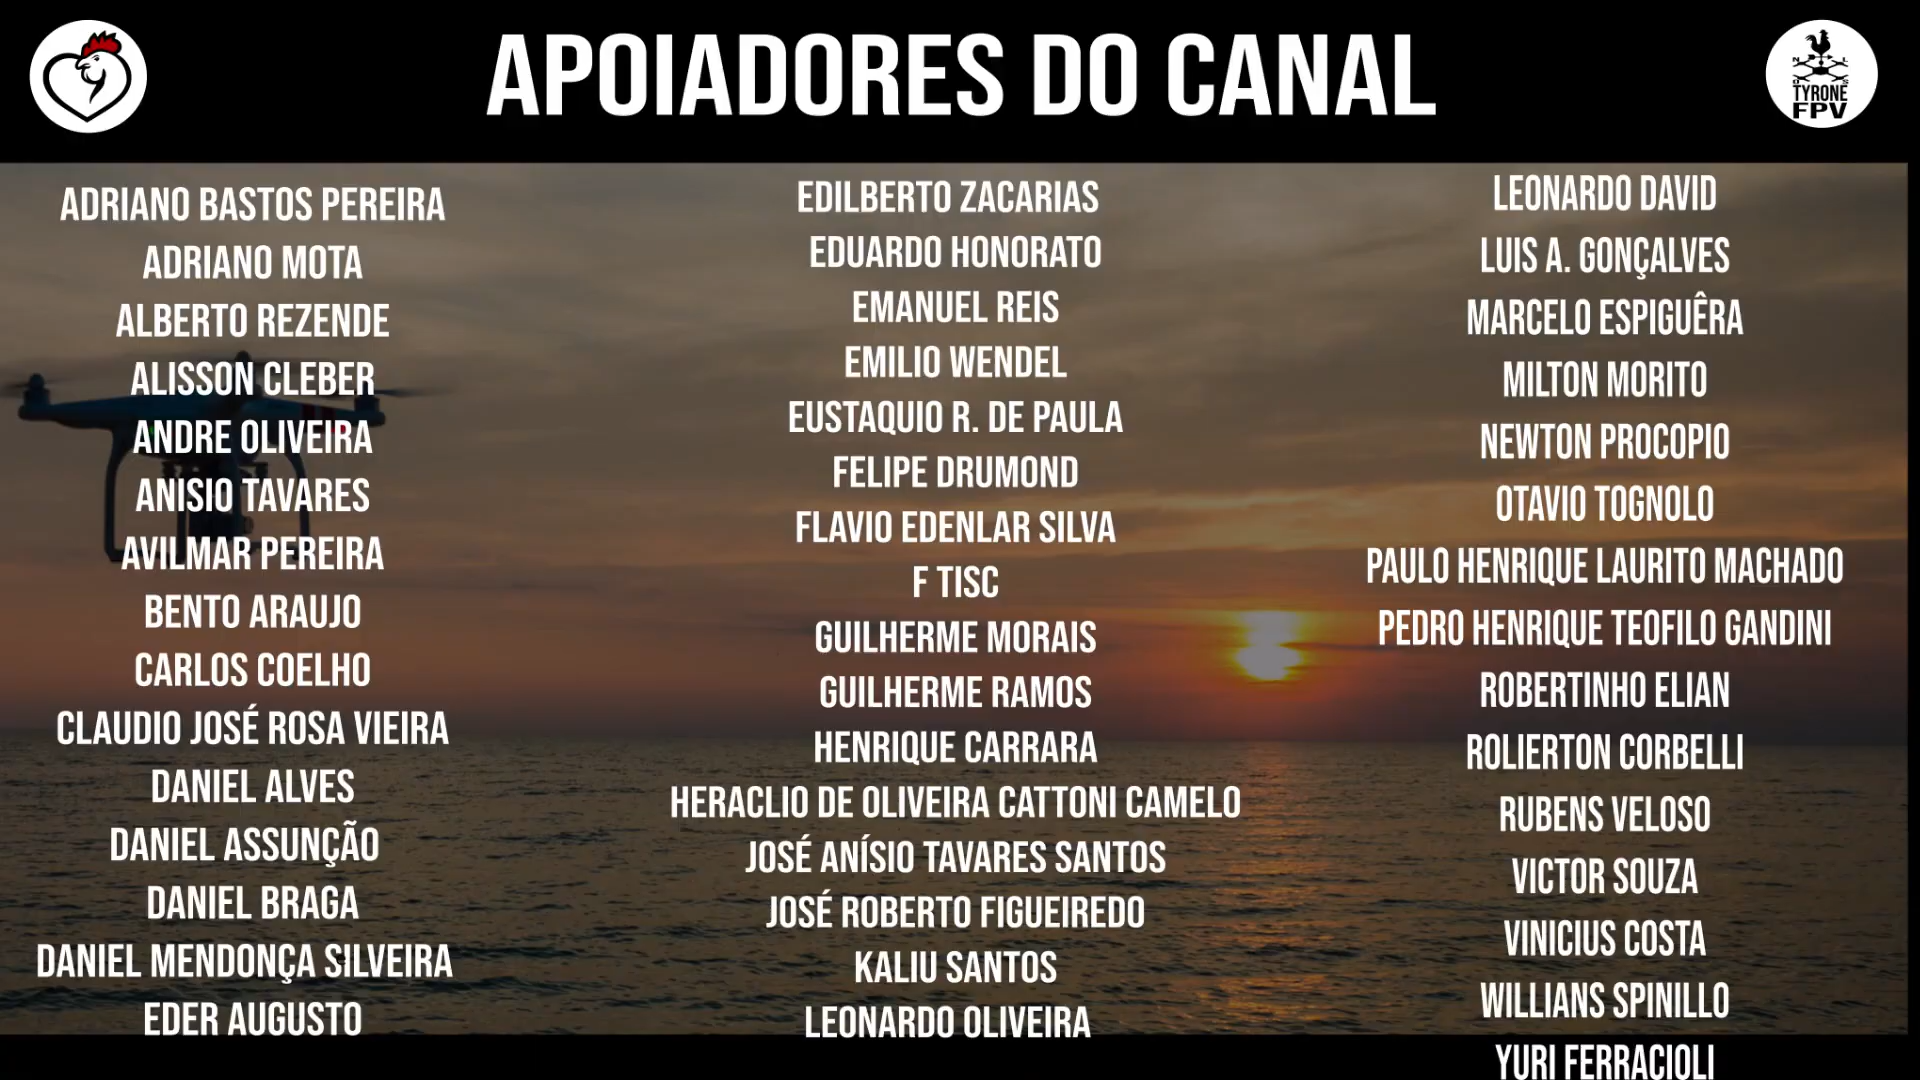 APOIADORES DO CANAL
N L
O S
TYRONE
FPV
ADRIANO BASTOS PEREIRA
ADRIANO MOTA
ALBERTO REZENDE
ALISSON CLEBER
ANDRE OLIVEIRA
ANISIO TAVARES
AVILMAR PEREIRA
BENTO ARAUJO
CARLOS COELHO
CLAUDIO JOSÉ ROSA VIEIRA
DANIEL ALVES
DANIEL ASSUNÇÃO
DANIEL BRAGA
DANIEL MENDONÇA SILVEIRA
EDER AUGUSTO
EDILBERTO ZACARIAS
EDUARDO HONORATO
EMANUEL REIS
EMILIO WENDEL
EUSTAQUIO R. DE PAULA
FELIPE DRUMOND
FLAVIO EDENLAR SILVA
F TISC
GUILHERME MORAIS
GUILHERME RAMOS
HENRIQUE CARRARA
HERACLIO DE OLIVEIRA CATTONI CAMELO
JOSÉ ANÍSIO TAVARES SANTOS
JOSÉ ROBERTO FIGUEIREDO
KALIU SANTOS
LEONARDO OLIVEIRA
LEONARDO DAVID
LUIS A. GONÇALVES
MARCELO ESPIGUÊRA
MILTON MORITO
NEWTON PROCOPIO
OTAVIO TOGNOLO
PAULO HENRIQUE LAURITO MACHADO
PEDRO HENRIQUE TEOFILO GANDINI
ROBERTINHO ELIAN
ROLIERTON CORBELLI
RUBENS VELOSO
VICTOR SOUZA
VINICIUS COSTA
WILLIANS SPINILLO
YURI FERRACIOLI